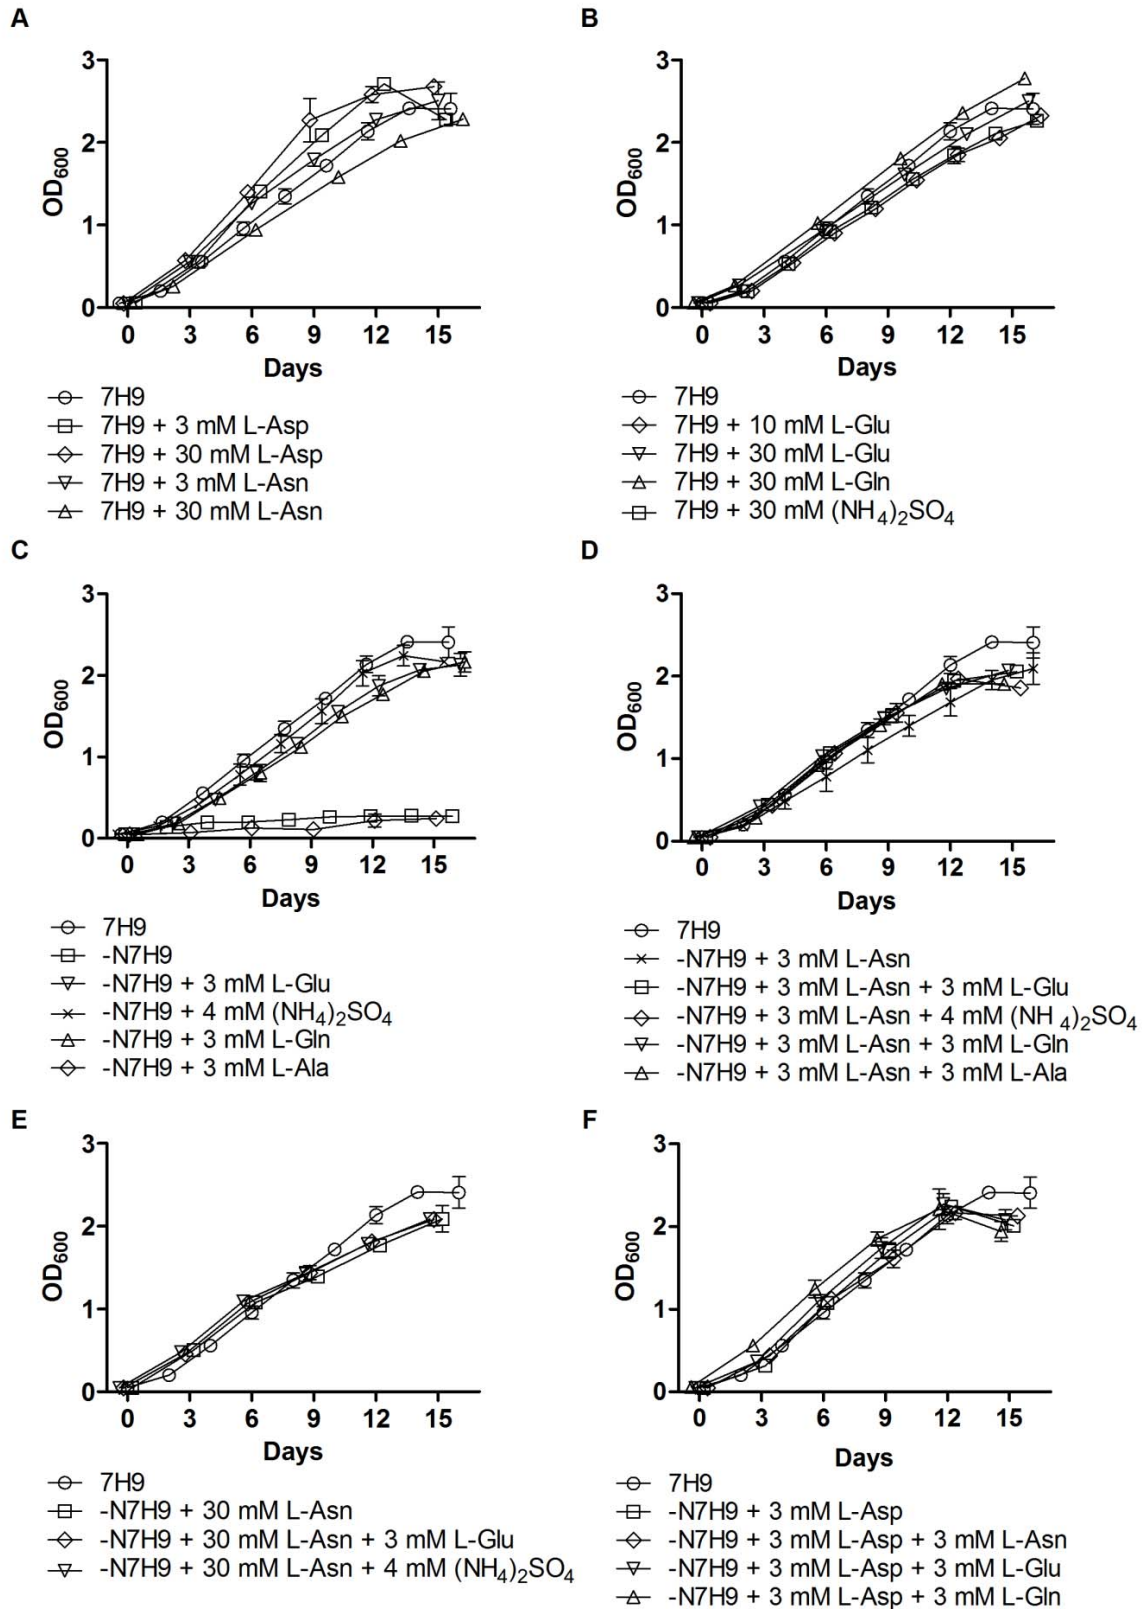 A
B
3
2
1
0
OD600
0 3 6 9 12 15
Days
7H9
7H9 + 3 mM L-Asp
7H9 + 30 mM L-Asp
7H9 + 3 mM L-Asn
7H9 + 30 mM L-Asn
3
2
1
0
OD600
0 3 6 9 12 15
Days
7H9
7H9 + 10 mM L-Glu
7H9 + 30 mM L-Glu
7H9 + 30 mM L-Gln
7H9 + 30 mM (NH4)2SO4
C
D
3
2
1
0
OD600
0 3 6 9 12 15
Days
7H9
-N7H9
-N7H9 + 3 mM L-Glu
-N7H9 + 4 mM (NH4)2SO4
-N7H9 + 3 mM L-Gln
-N7H9 + 3 mM L-Ala
3
2
1
0
OD600
0 3 6 9 12 15
Days
7H9
-N7H9 + 3 mM L-Asn
-N7H9 + 3 mM L-Asn + 3 mM L-Glu
-N7H9 + 3 mM L-Asn + 4 mM (NH4)2SO4
-N7H9 + 3 mM L-Asn + 3 mM L-Gln
-N7H9 + 3 mM L-Asn + 3 mM L-Ala
E
F
3
2
1
0
OD600
0 3 6 9 12 15
Days
7H9
-N7H9 + 30 mM L-Asn
-N7H9 + 30 mM L-Asn + 3 mM L-Glu
-N7H9 + 30 mM L-Asn + 4 mM (NH4)2SO4
3
2
1
0
OD600
0 3 6 9 12 15
Days
7H9
-N7H9 + 3 mM L-Asp
-N7H9 + 3 mM L-Asp + 3 mM L-Asn
-N7H9 + 3 mM L-Asp + 3 mM L-Glu
-N7H9 + 3 mM L-Asp + 3 mM L-Gln